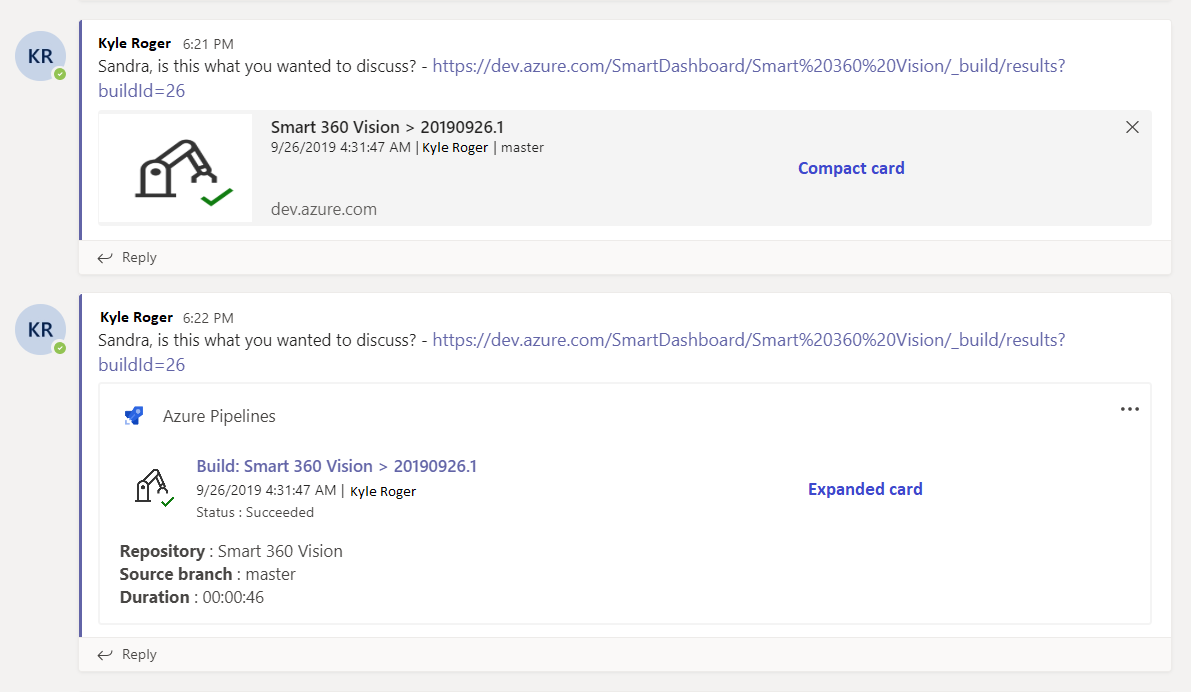 KR
Kyle Roger 6:21 PM
Sandra, is this what you wanted to discuss? - https://dev.azure.com/SmartDashboard/Smart%20360%20Vision/_build/results?
buildId=26
Smart 360 Vision > 20190926.1
9/26/2019 4:31:47 AM | Kyle Roger | master
Compact card
dev.azure.com
Reply
KR
Kyle Roger 6:22 PM
Sandra, is this what you wanted to discuss? - https://dev.azure.com/SmartDashboard/Smart%20360%20Vision/_build/results?
buildId=26
Azure Pipelines
Build: Smart 360 Vision > 20190926.1
9/26/2019 4:31:47 AM | Kyle Roger
Expanded card
Status : Succeeded
Repository : Smart 360 Vision
Source branch : master
Duration : 00:00:46
Reply